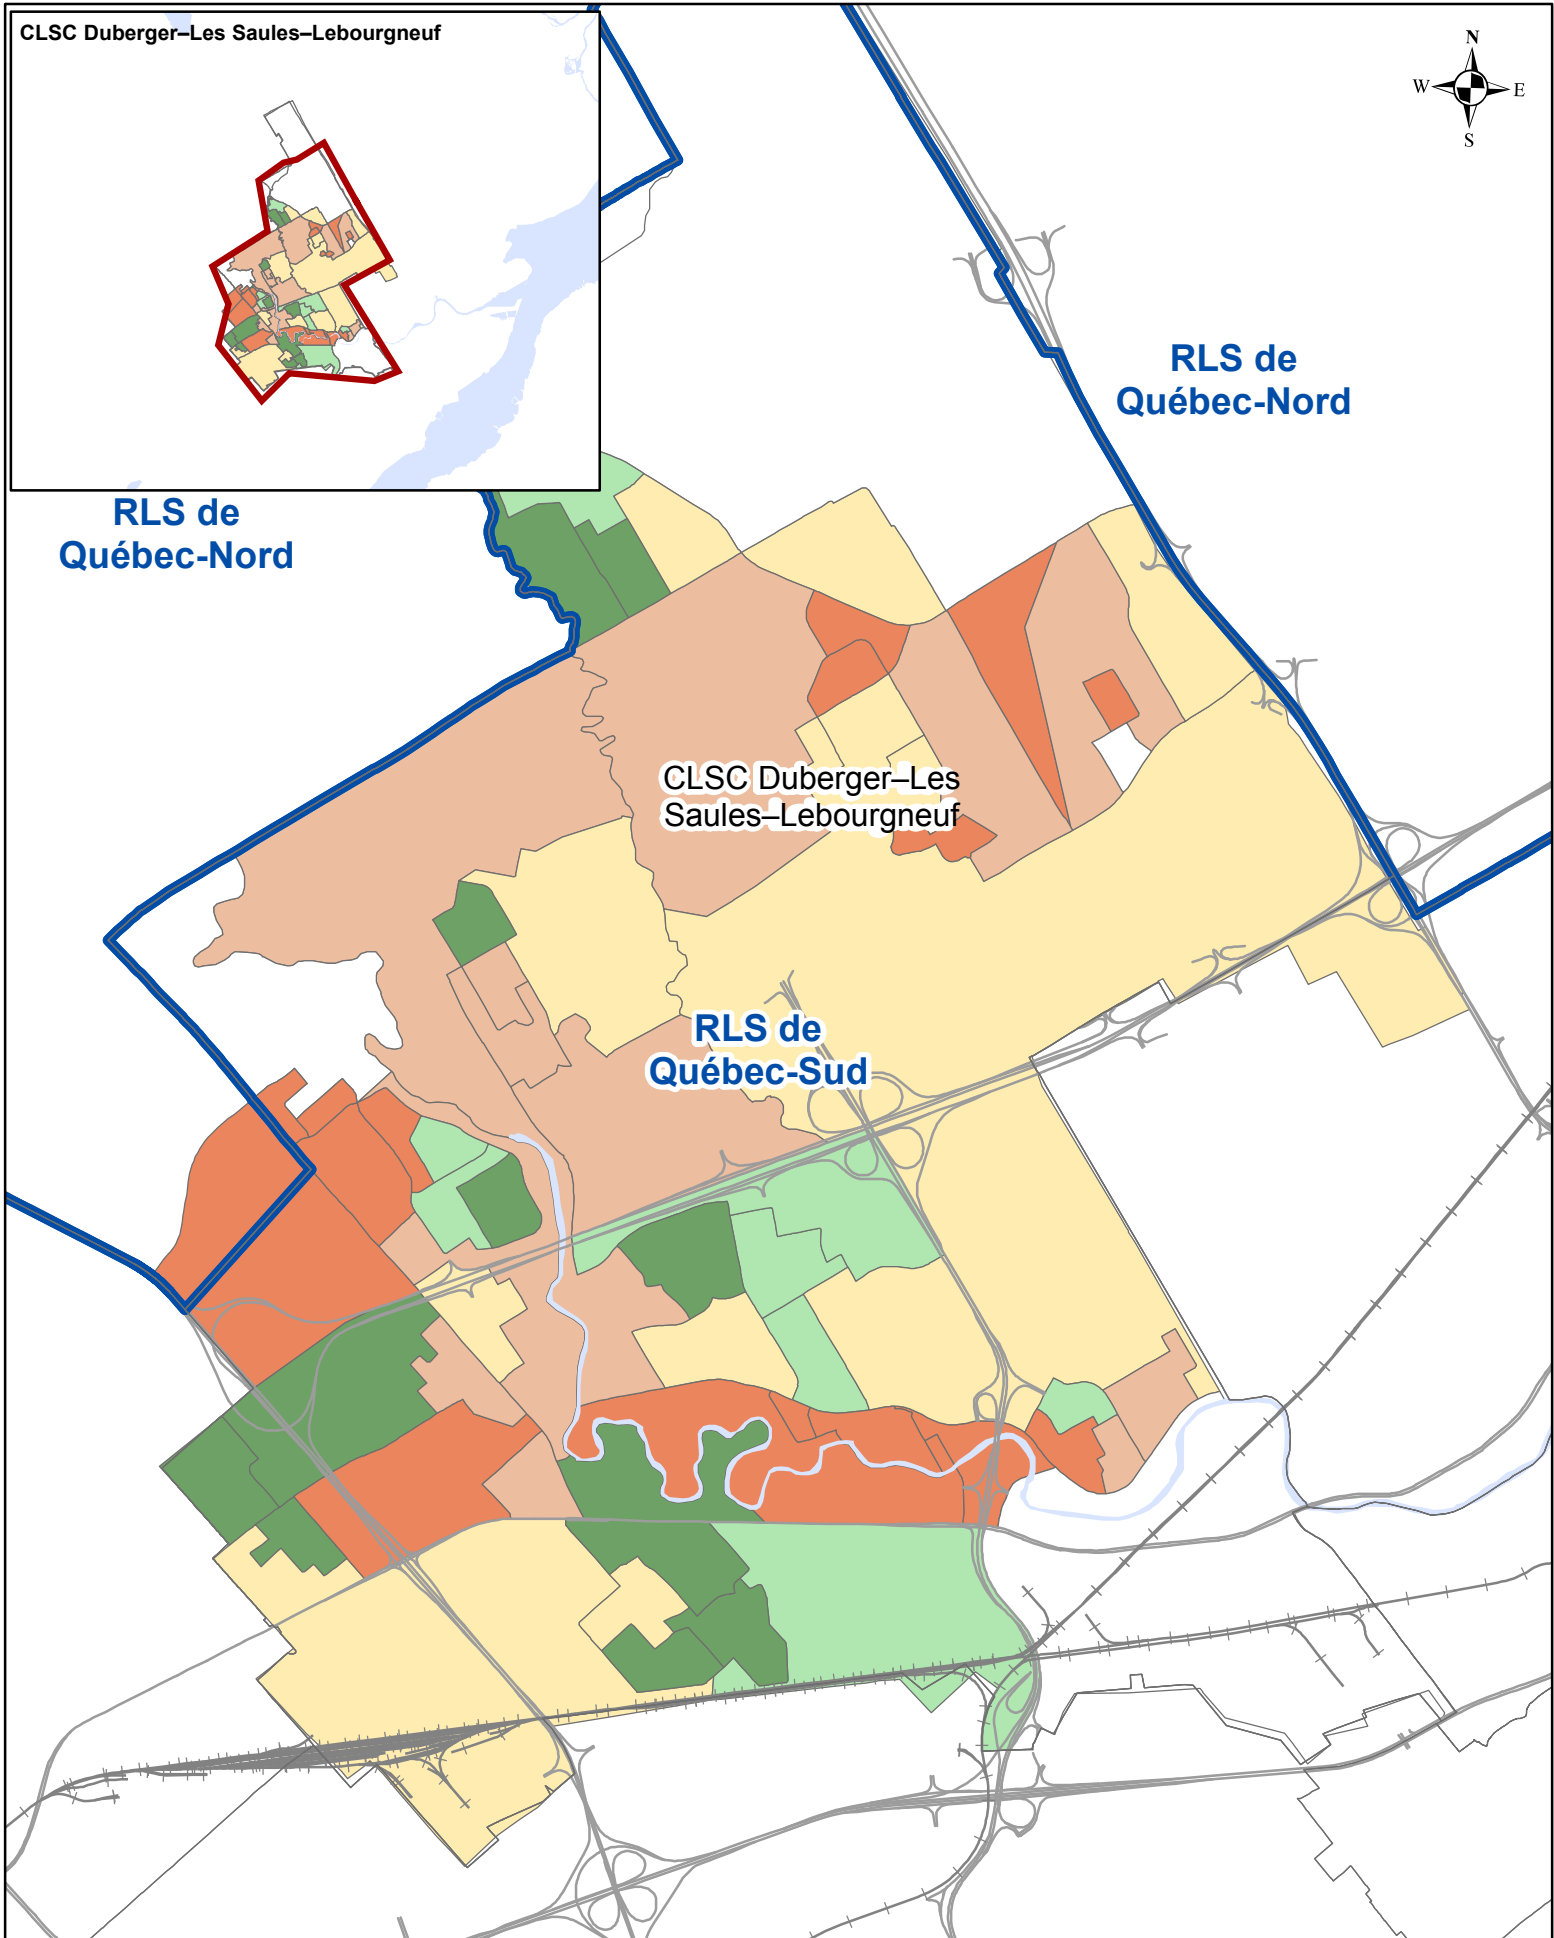 CLSC Duberger–Les Saules–Lebourgneuf
N
W
E
S
RLS de
Québec-Nord
RLS de
Québec-Nord
CLSC Duberger–Les
Saules–Lebourgneuf
RLS de
Québec-Sud